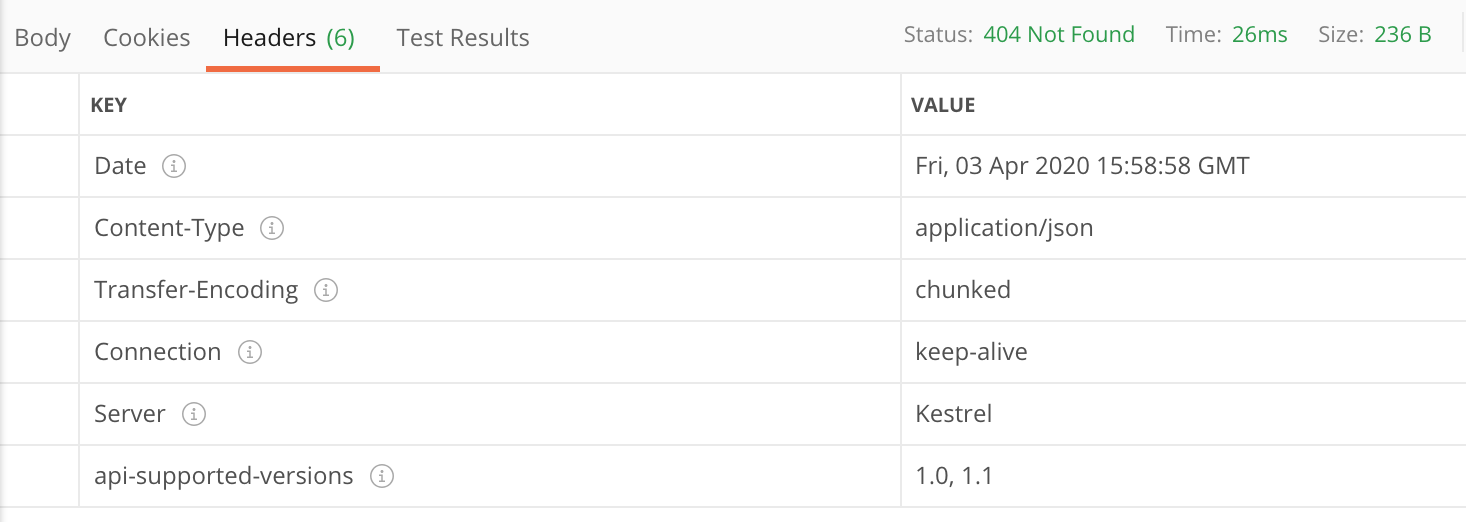 Body Cookies Headers (6) Test Results Status: 404 Not Found Time: 26ms Size: 236 B
KEY VALUE
Date Fri, 03 Apr 2020 15:58:58 GMT
Content-Type application/json
Transfer-Encoding chunked
Connection keep-alive
Server Kestrel
api-supported-versions 1.0, 1.1